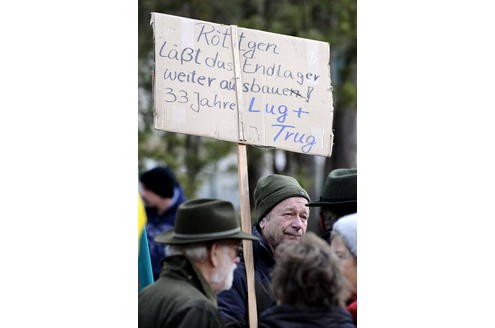 Röttgen
Läßt das Endlager
weiter ausbauen!
33 Jahre Lug+
Trug